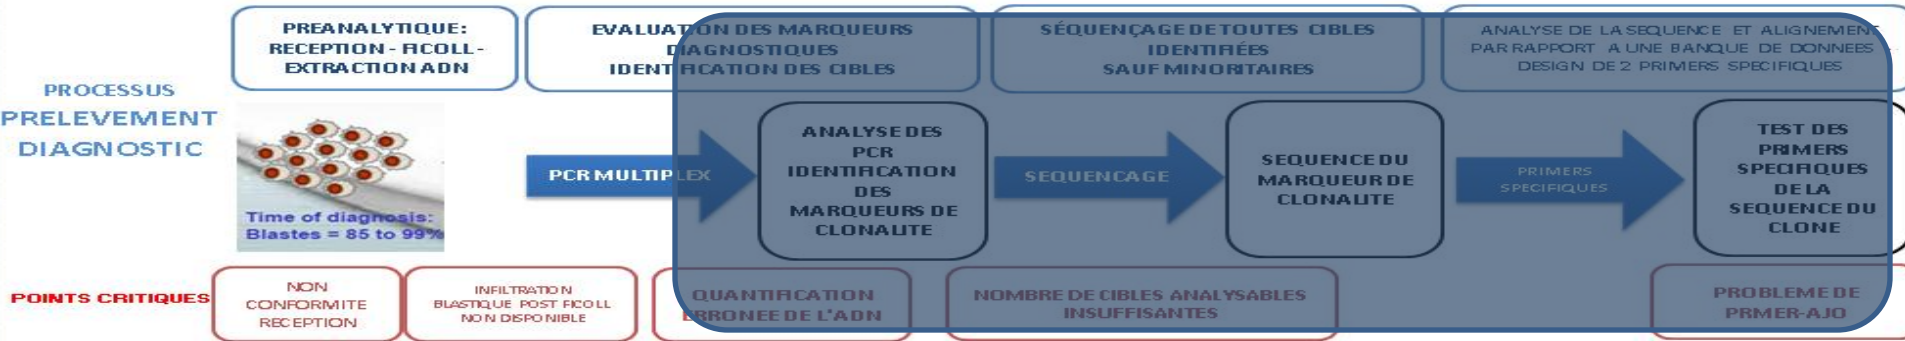 PREANALYTIQUE:
RECEPTION - FICOLL -
EXTRACTION ADN
EVALUATION DES MARQUEURS
DIAGNOSTIQUES
IDENTIFICATION DES CIBLES
SÉQUENÇAGE DE TOUTES CIBLES
IDENTIFIÉES
SAUF MINORITAIRES
ANALYSE DE LA SEQUENCE ET ALIGNEMENT
PAR RAPPORT A UNE BANQUE DE DONNEES
DESIGN DE 2 PRIMERS SPECIFIQUES
PROCESSUS
PRELEVEMENT
DIAGNOSTIC
Time of diagnosis:
Blastes = 85 to 99%
PCR MULTIPLEX
ANALYSE DES
PCR
IDENTIFICATION
DES
MARQUEURS DE
CLONALITE
SEQUENCAGE
SEQUENCE DU
MARQUEUR DE
CLONALITE
PRIMERS
SPECIFIQUES
TEST DES
PRIMERS
SPECIFIQUES
DE LA
SEQUENCE DU
CLONE
POINTS CRITIQUES
NON
CONFORMITE
RECEPTION
INFILTRATION
BLASTIQUE POST FICOLL
NON DISPONIBLE
QUANTIFICATION
ERRONEE DE L'ADN
NOMBRE DE CIBLES ANALYSABLES
INSUFFISANTES
PROBLEME DE
PRMER-AJO